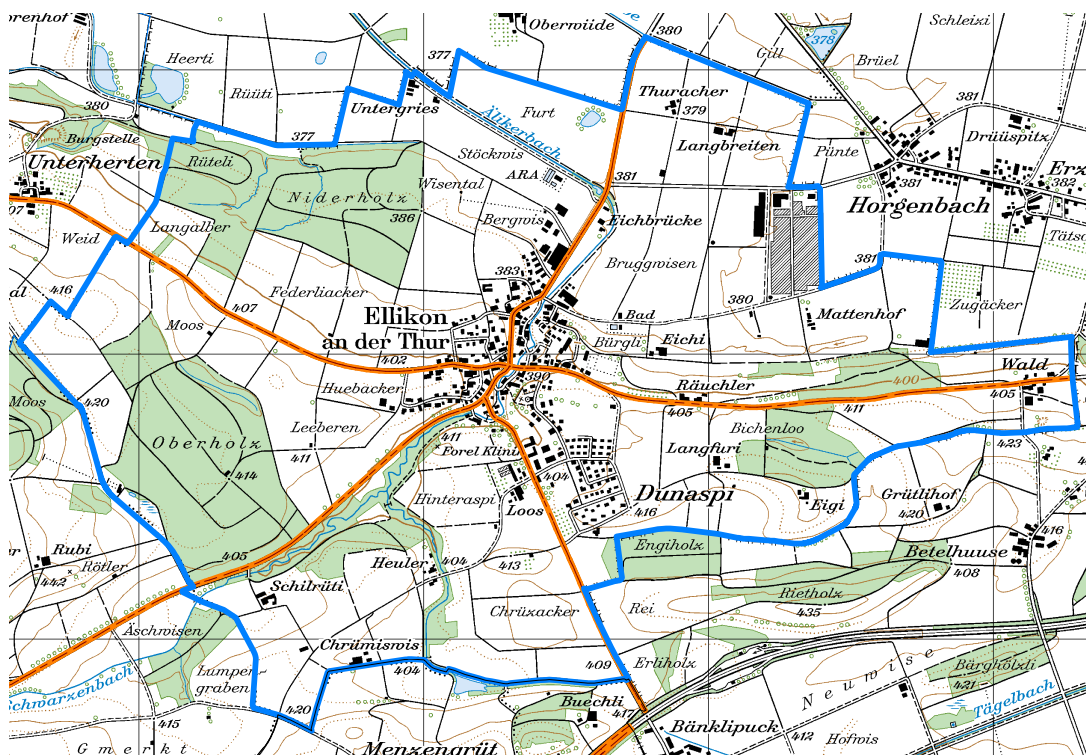 Oberwiide
380
Schleixi
378
Gill
Brüel
Heerti
377
Rüüti
Untergries
Furt
Thuracher
379
381
380
Burgstelle
377
Älikerbach
Langbreiten
Drüüspitz
Unterherten
Rüteli
Stöckwis
Pünte
ARA
381
Erz
382
Niderholz
Wisental
381
Horgenbach
07
386
Bergwis
Eichbrücke
Weid
Langalber
Tätsc
Bruggwisen
381
416
383
380
Zugäcker
407
Federliacker
Bad
Mattenhof
Moos
Ellikon
an der Thur
Bürgli
Eichi
402
390
Wald
Huebacker
Räuchler
400
405
405
411
Moos
420
Leeberen
Bichenloo
423
Oberholz
411
411
Forel Klinik
Langfuri
414
404
Hinteraspi
Dunaspi
Grütlihof
Loos
416
Eigi
420
416
405
Engiholz
Betelhuuse
Rubi
Heuler
404
413
408
442
Rötler
Schilrüti
Rietholz
Chrüzacker
Rei
435
Äschwisen
Chrümiswis
Erliholz
Lumper
graben
404
409
Neuwise
Bärghölzli
421
Schwarzenbach
Buechli
Tägelbach
415
420
417
Bänklipuck
412
Hofwis
Gmerkt
Menzengrüt